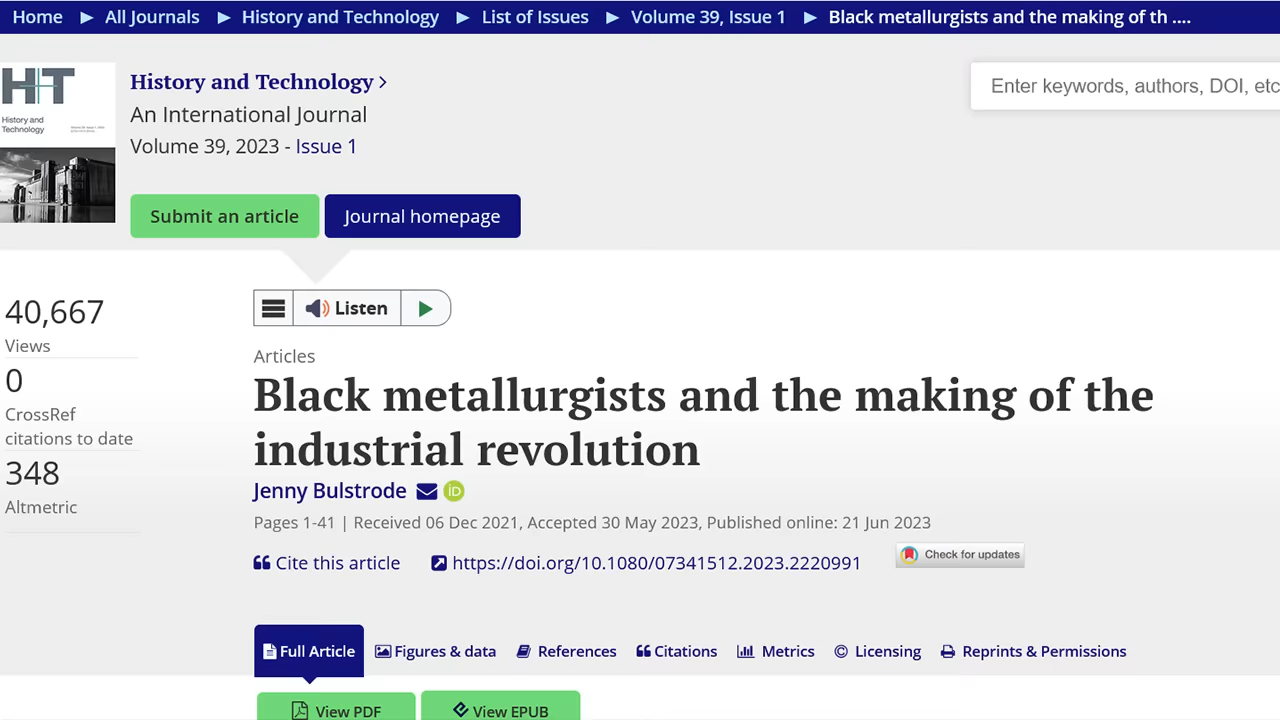 Home ▶ All Journals ▶ History and Technology ▶ List of Issues ▶ Volume 39, Issue 1 ▶ Black metallurgists and the making of th ....
H T
History and
Technology
History and Technology >
An International Journal
Volume 39, 2023 - Issue 1
Enter keywords, authors, DOI, etc
Submit an article
Journal homepage
40,667
Views
0
CrossRef
citations to date
348
Altmetric
Listen
Articles
Black metallurgists and the making of the
industrial revolution
Jenny Bulstrode iD
Pages 1-41 | Received 06 Dec 2021, Accepted 30 May 2023, Published online: 21 Jun 2023
Cite this article https://doi.org/10.1080/07341512.2023.2220991 Check for updates
Full Article Figures & data References Citations Metrics © Licensing Reprints & Permissions
View PDF View EPUB